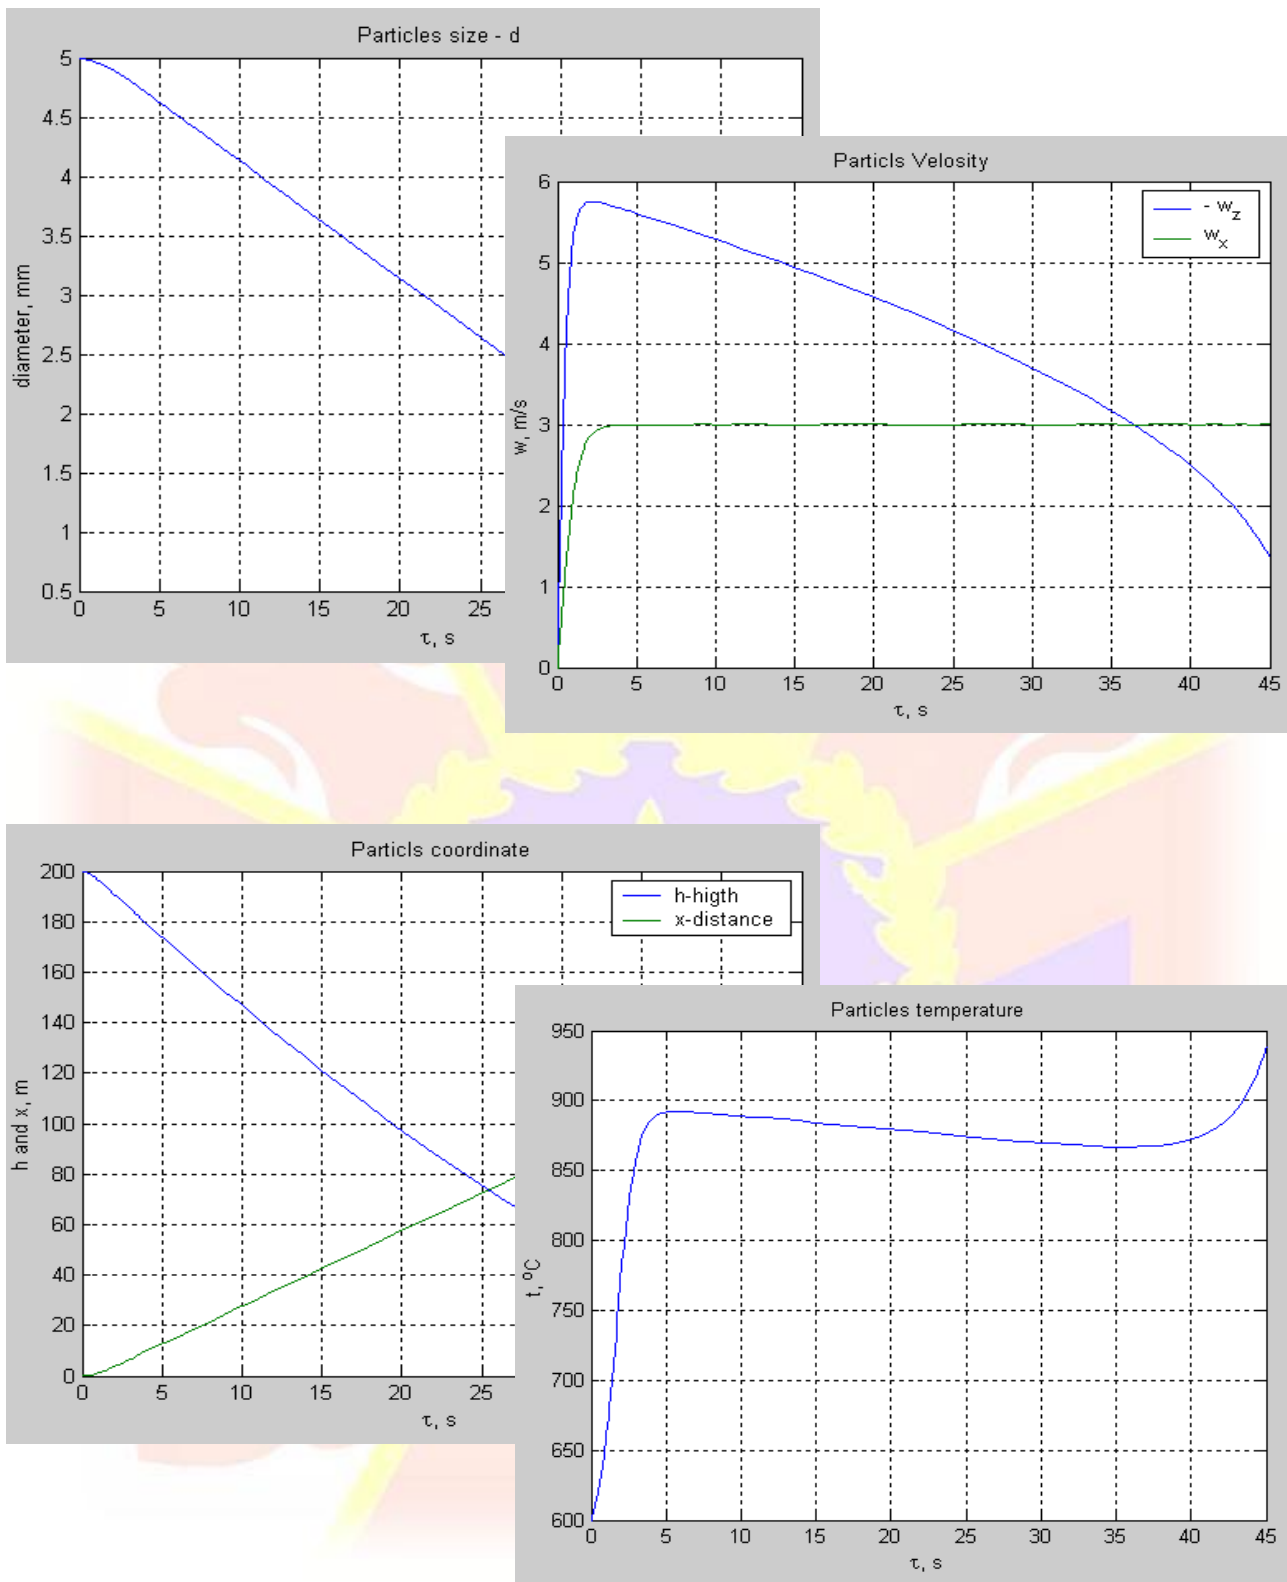 Particles size - d
5
4.5
4
3.5
3
2.5
2
1.5
1
0.5
diameter, mm
0 5 10 15 20 25
τ, s
Particls Velosity
6
5
4
3
2
1
0
w, m/s
- w_z
w_x
0 5 10 15 20 25 30 35 40 45
τ, s
Particls coordinate
200
180
160
140
120
100
80
60
40
20
0
h and x, m
h-higth
x-distance
0 5 10 15 20 25
τ, s
Particles temperature
950
900
850
800
750
700
650
600
t, ºC
0 5 10 15 20 25 30 35 40 45
τ, s